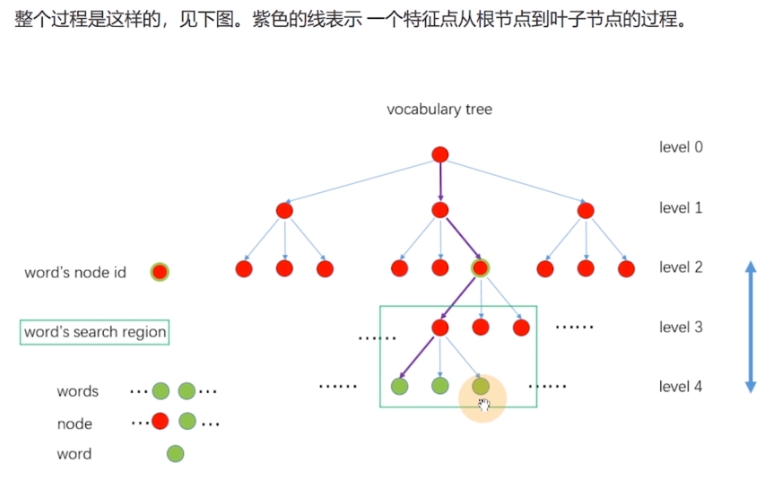 整个过程是这样的，见下图。紫色的线表示 一个特征点从根节点到叶子节点的过程。
vocabulary tree
level 0
level 1
word's node id
level 2
word's search region
level 3
words
level 4
node
word